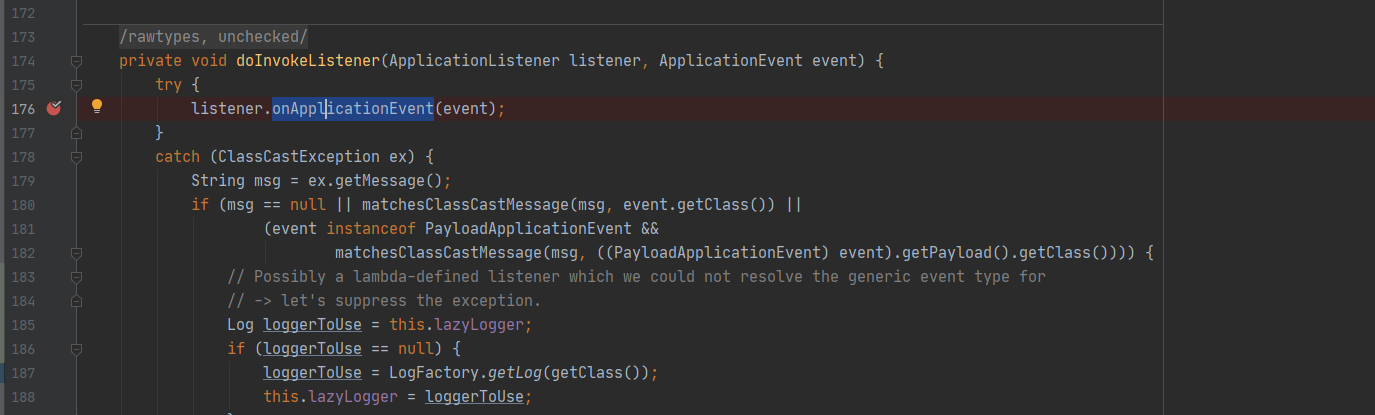 172
173 /rawtypes, unchecked/
174 private void doInvokeListener(ApplicationListener listener, ApplicationEvent event) {
175 try {
176 listener.onApplicationEvent(event);
177 }
178 catch (ClassCastException ex) {
179 String msg = ex.getMessage();
180 if (msg == null || matchesClassCastMessage(msg, event.getClass()) ||
181 (event instanceof PayloadApplicationEvent &&
182 matchesClassCastMessage(msg, ((PayloadApplicationEvent) event).getPayload().getClass()))) {
183 // Possibly a lambda-defined listener which we could not resolve the generic event type for
184 // -> let's suppress the exception.
185 Log loggerToUse = this.lazyLogger;
186 if (loggerToUse == null) {
187 loggerToUse = LogFactory.getLog(getClass());
188 this.lazyLogger = loggerToUse;